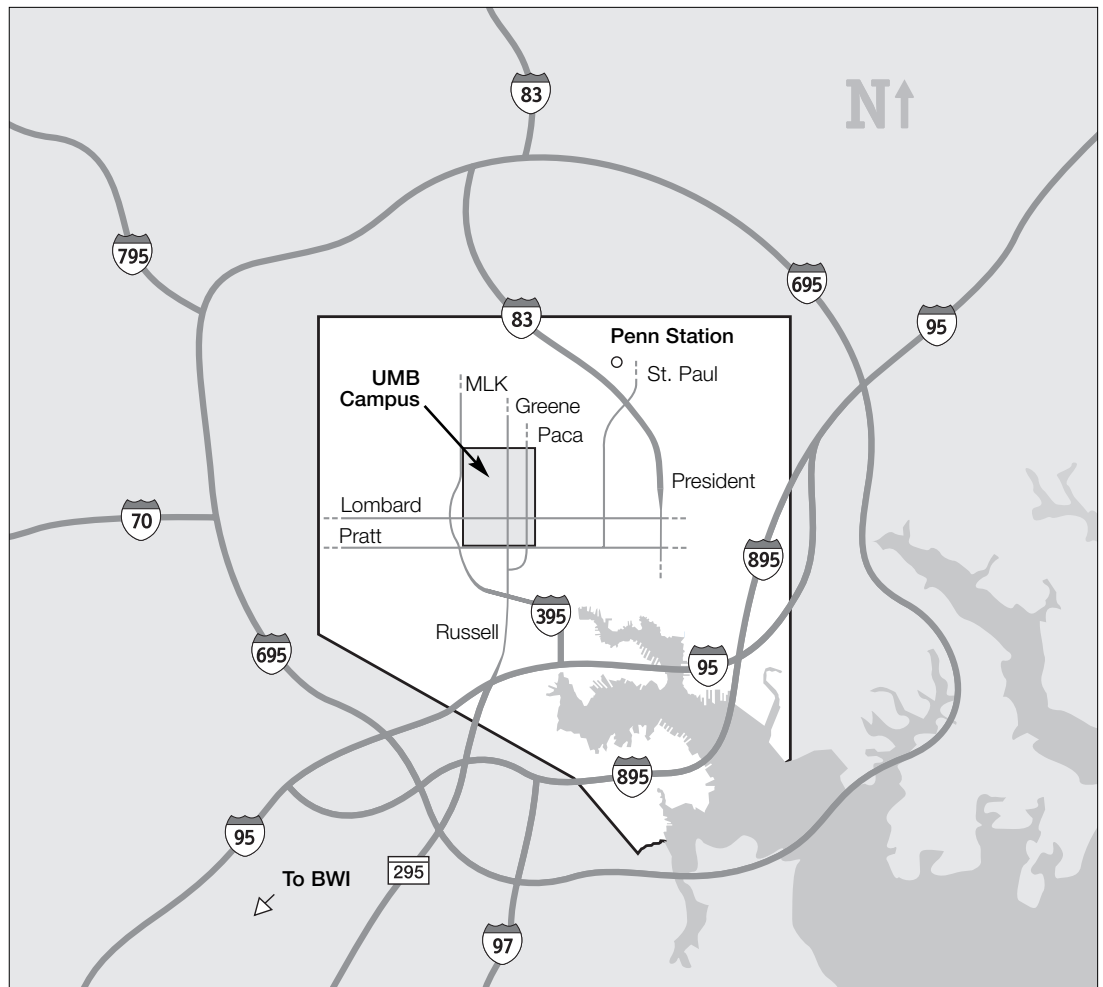 83
N
795
695
95
83
Penn Station
St. Paul
UMB
Campus
MLK
Greene
Paca
President
Lombard
Pratt
70
895
395
Russell
695
95
895
95
To BWI
295
97